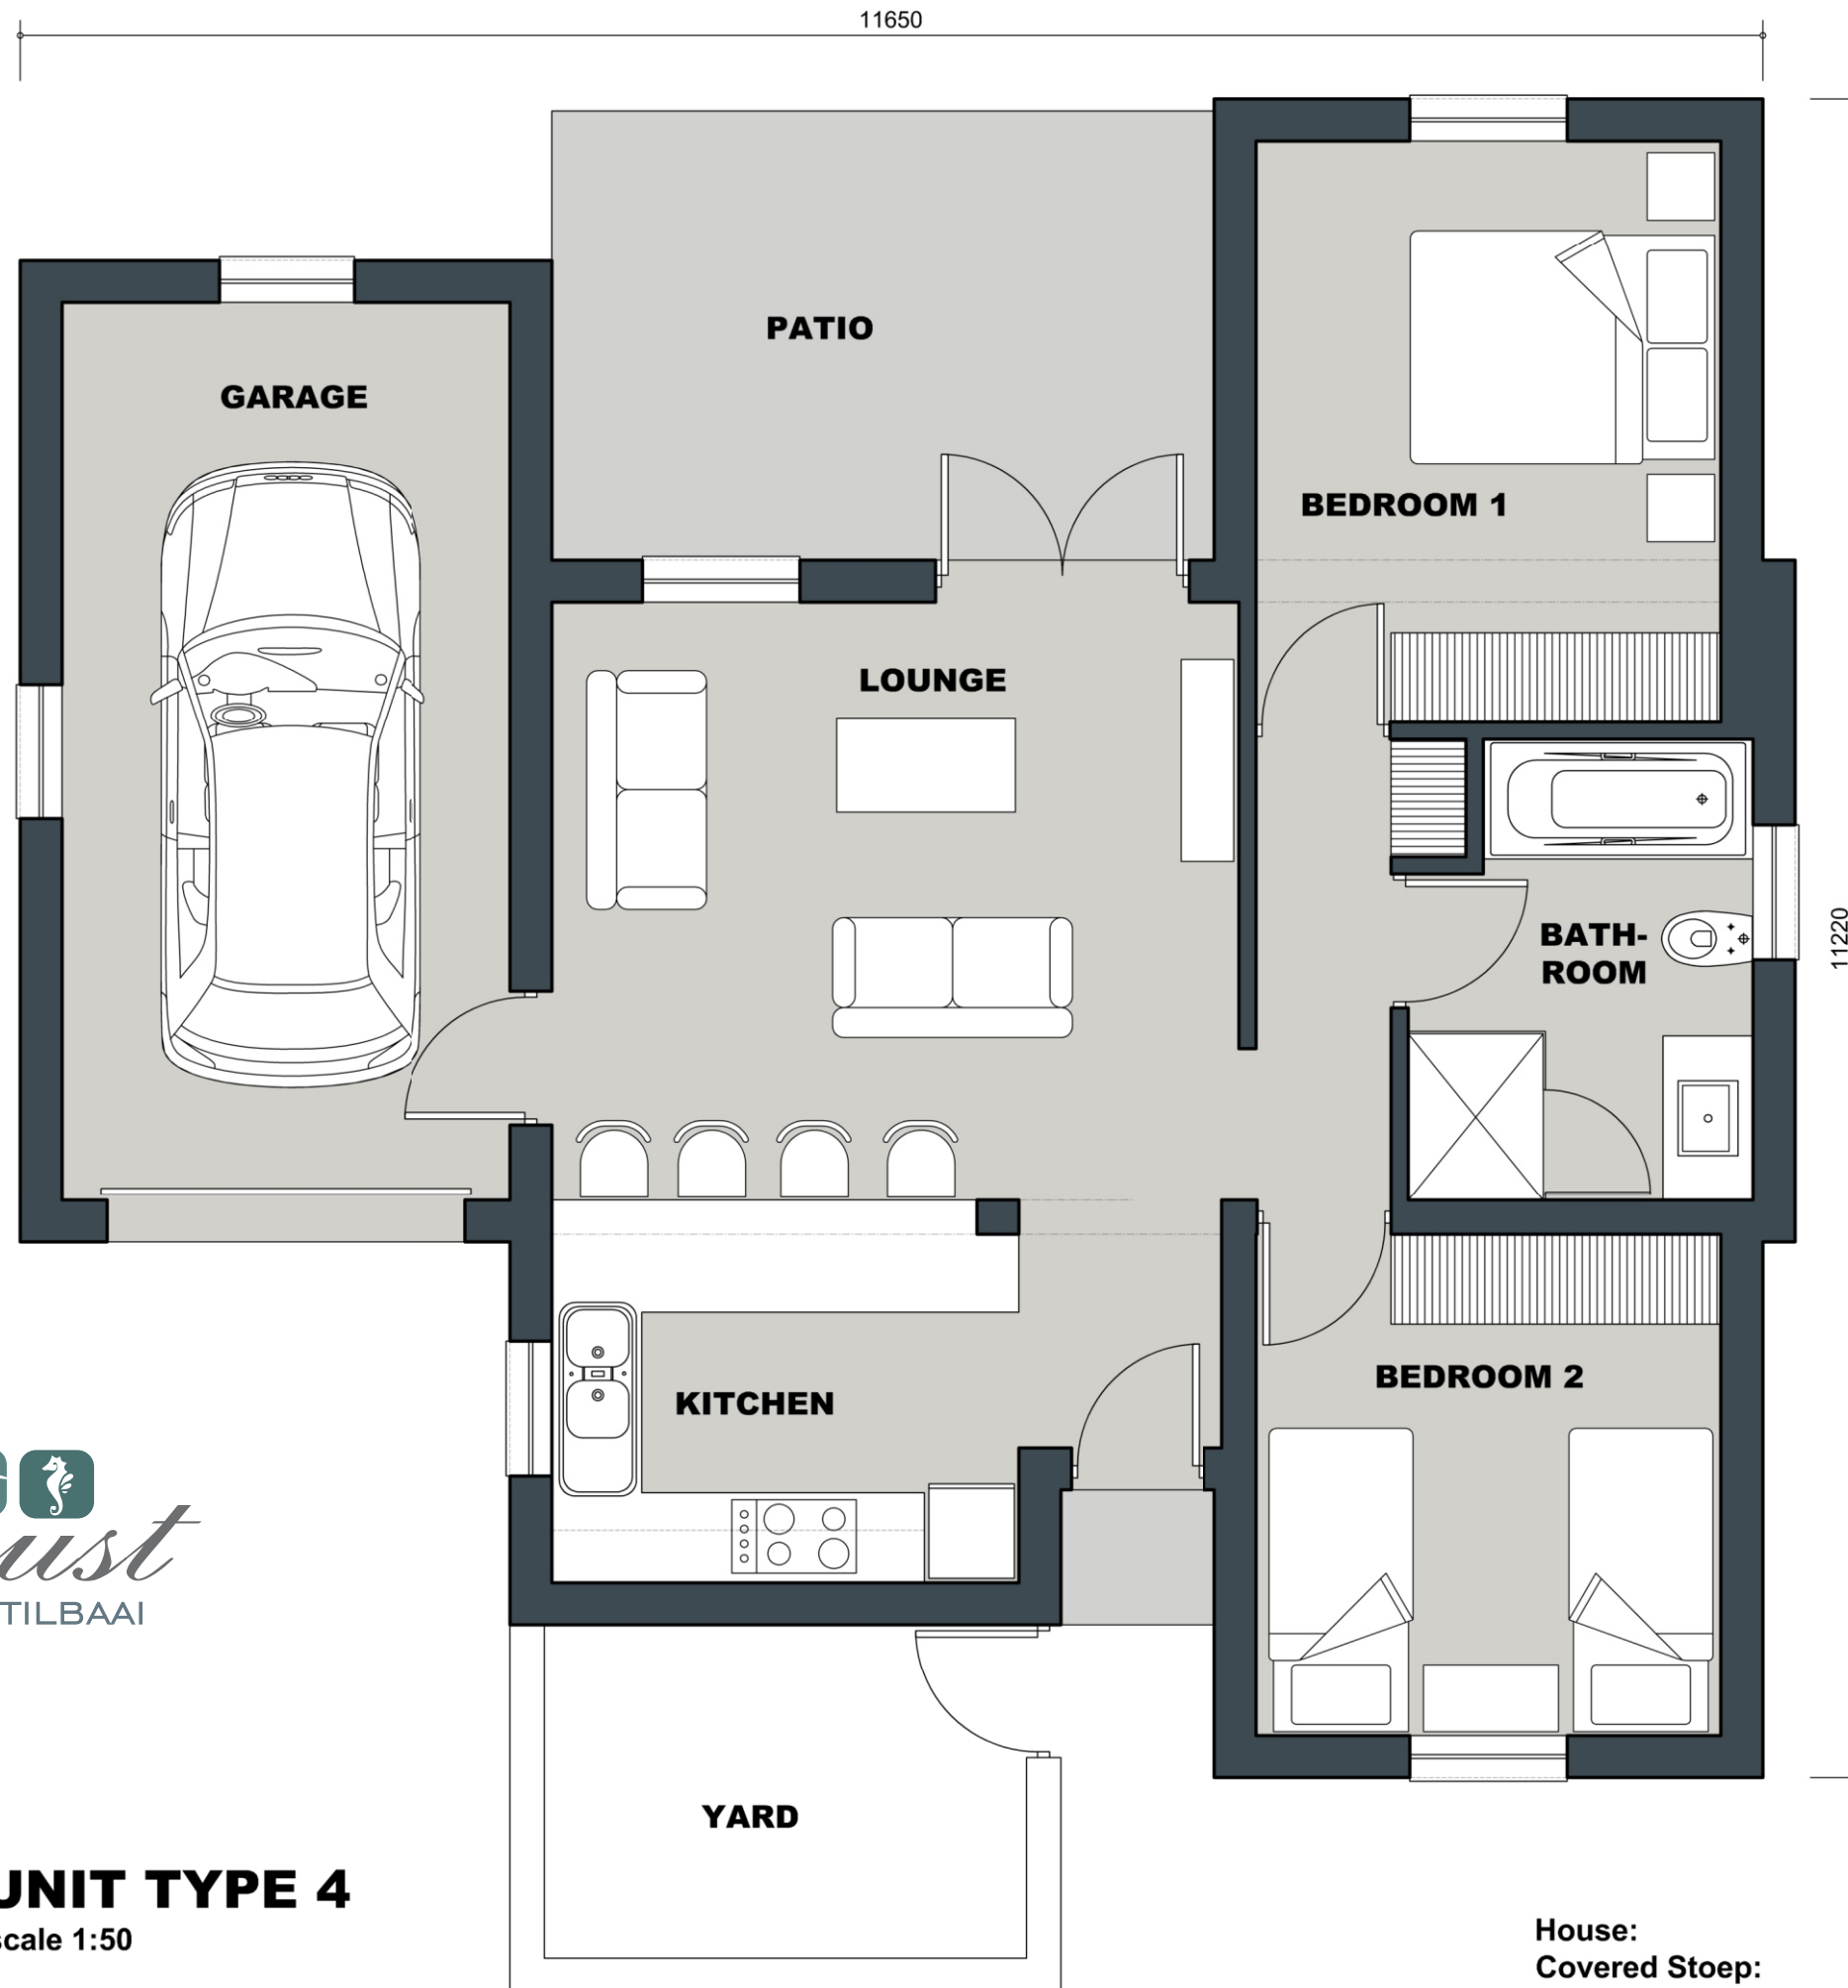 11650
PATIO
GARAGE
BEDROOM 1
LOUNGE
BATH-
ROOM
11220
BEDROOM 2
KITCHEN
YARD
UNIT TYPE 4
scale 1:50
House:
Covered Stoep: